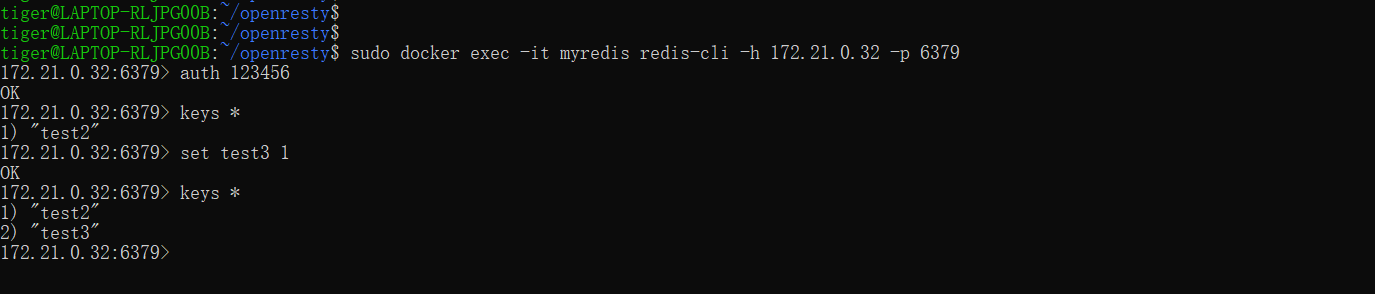 tiger@LAPTOP-RLJPG00B:~/openresty$
tiger@LAPTOP-RLJPG00B:~/openresty$
tiger@LAPTOP-RLJPG00B:~/openresty$ sudo docker exec -it myredis redis-cli -h 172.21.0.32 -p 6379
172.21.0.32:6379> auth 123456
OK
172.21.0.32:6379> keys *
1) "test2"
172.21.0.32:6379> set test3 1
OK
172.21.0.32:6379> keys *
1) "test2"
2) "test3"
172.21.0.32:6379>